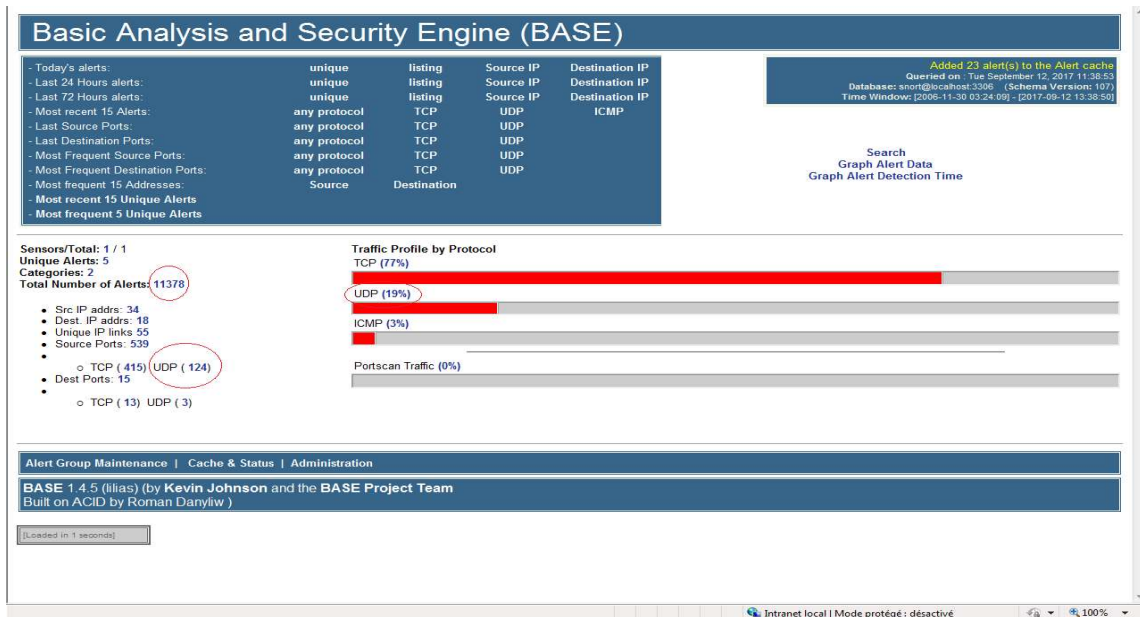 Basic Analysis and Security Engine (BASE)
- Today's alerts: unique listing Source IP Destination IP
- Last 24 Hours alerts: unique listing Source IP Destination IP
- Last 72 Hours alerts: unique listing Source IP Destination IP
- Most recent 15 Alerts: any protocol TCP UDP ICMP
- Last Source Ports: any protocol TCP UDP
- Last Destination Ports: any protocol TCP UDP
- Most Frequent Source Ports: any protocol TCP UDP
- Most Frequent Destination Ports: any protocol TCP UDP
- Most frequent 15 Addresses: Source Destination
- Most recent 15 Unique Alerts
- Most frequent 5 Unique Alerts
Added 23 alert(s) to the Alert cache
Queried on : Tue September 12, 2017 11:38:53
Database: snort@localhost:3306 (Schema Version: 107)
Time Window: [2006-11-30 03:24:09] - [2017-09-12 13:38:50]
Search
Graph Alert Data
Graph Alert Detection Time
Sensors/Total: 1 / 1
Unique Alerts: 5
Categories: 2
Total Number of Alerts: 11378
• Src IP addrs: 34
• Dest. IP addrs: 18
• Unique IP links 55
• Source Ports: 539
•
○ TCP ( 415) UDP ( 124)
• Dest Ports: 15
•
○ TCP ( 13) UDP ( 3)
Traffic Profile by Protocol
TCP (77%)
UDP (19%)
ICMP (3%)
Portscan Traffic (0%)
Alert Group Maintenance | Cache & Status | Administration
BASE 1.4.5 (lilias) (by Kevin Johnson and the BASE Project Team
Built on ACID by Roman Danyliw )
[Loaded in 1 seconds]
Intranet local | Mode protégé : désactivé 100%